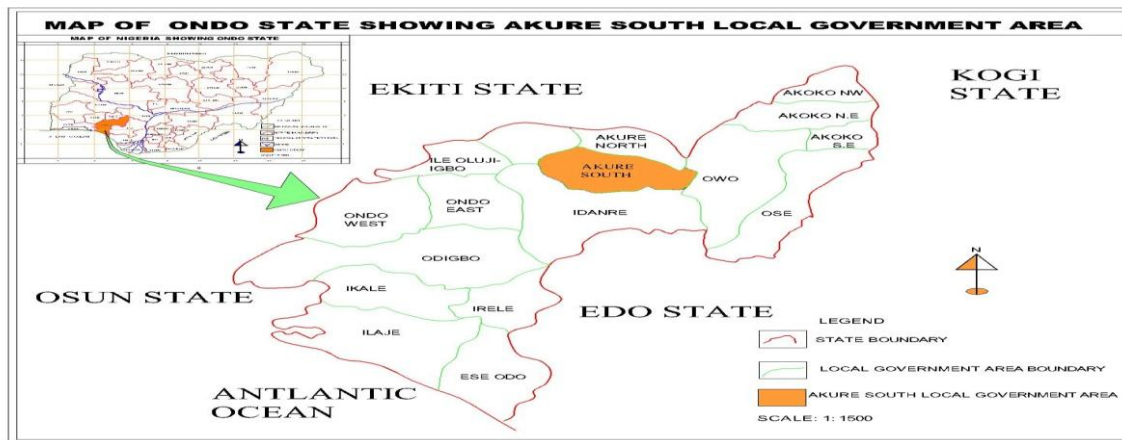 MAP OF ONDO STATE SHOWING AKURE SOUTH LOCAL GOVERNMENT AREA
MAP OF NIGERIA SHOWING ONDO STATE
EKITI STATE
KOGI
STATE
AKOKO NW
AKOKO N.E
AKOKO
S.E
AKURE
NORTH
ILE OLUJI-
IGBO
AKURE
SOUTH
OWO
ONDO
WEST
ONDO
EAST
IDANRE
OSE
ODIGBO
N
OSUN STATE
IKALE
IRELE
EDO STATE
ILAJE
ESE ODO
ANTLANTIC
OCEAN
LEGEND
STATE BOUNDARY
LOCAL GOVERNMENT AREA BOUNDARY
AKURE SOUTH LOCAL GOVERNMENT AREA
SCALE: 1: 1500